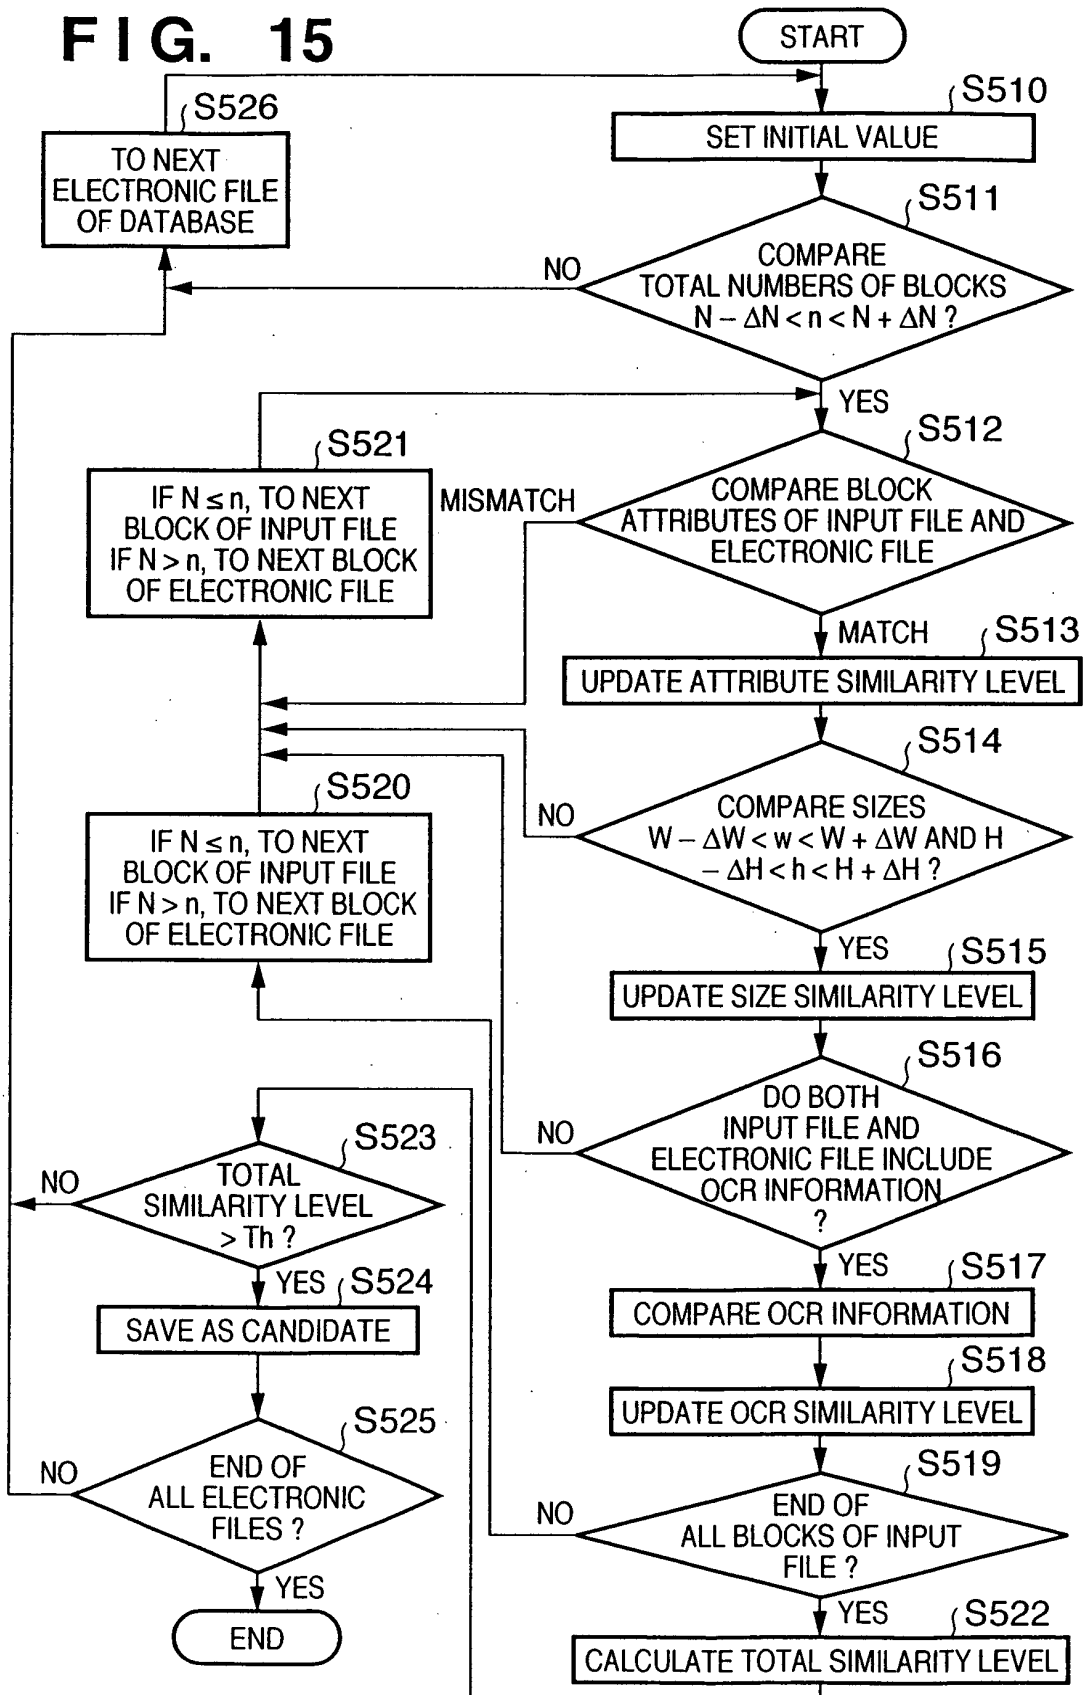 FIG. 15
START
S510
SET INITIAL VALUE
S511
COMPARE
TOTAL NUMBERS OF BLOCKS
N – ΔN < n < N + ΔN ?
NO
YES
S526
TO NEXT
ELECTRONIC FILE
OF DATABASE
S512
COMPARE BLOCK
ATTRIBUTES OF INPUT FILE AND
ELECTRONIC FILE
MISMATCH
MATCH
S521
IF N ≤ n, TO NEXT
BLOCK OF INPUT FILE
IF N > n, TO NEXT BLOCK
OF ELECTRONIC FILE
S513
UPDATE ATTRIBUTE SIMILARITY LEVEL
S514
COMPARE SIZES
W – ΔW < w < W + ΔW AND H
– ΔH < h < H + ΔH ?
NO
YES
S520
IF N ≤ n, TO NEXT
BLOCK OF INPUT FILE
IF N > n, TO NEXT BLOCK
OF ELECTRONIC FILE
S515
UPDATE SIZE SIMILARITY LEVEL
S516
DO BOTH
INPUT FILE AND
ELECTRONIC FILE INCLUDE
OCR INFORMATION
?
NO
YES
S517
COMPARE OCR INFORMATION
S518
UPDATE OCR SIMILARITY LEVEL
S519
END OF
ALL BLOCKS OF INPUT
FILE ?
NO
YES
S522
CALCULATE TOTAL SIMILARITY LEVEL
S523
TOTAL
SIMILARITY LEVEL
> Th ?
NO
YES
S524
SAVE AS CANDIDATE
S525
END OF
ALL ELECTRONIC
FILES ?
NO
YES
END